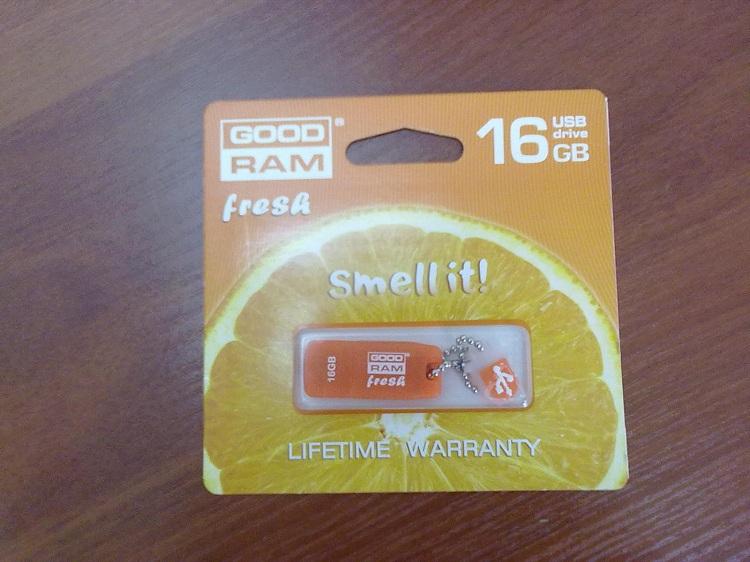 GOOD
RAM®
fresh
16 USB
drive
GB
Smell it!
16GB
GOOD
RAM®
fresh
LIFETIME WARRANTY